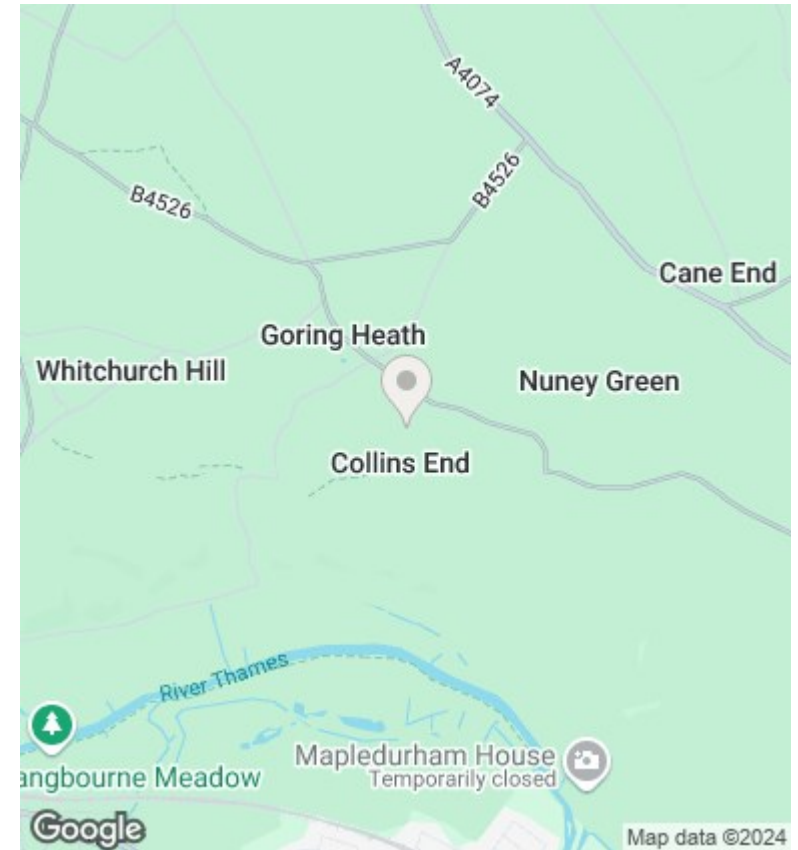 A4074
B4526
B4526
Cane End
Goring Heath
Whitchurch Hill
Nuney Green
Collins End
River Thames
angbourne Meadow
Mapledurham House
Temporarily closed
Google
Map data ©2024